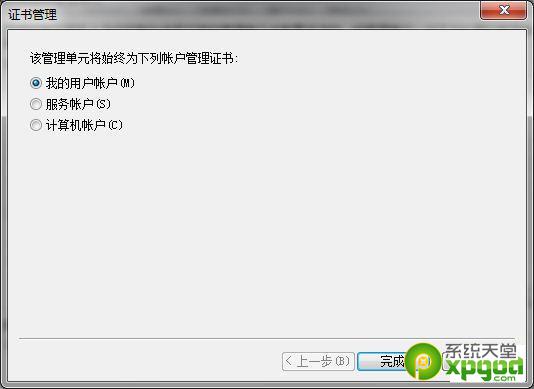 证书管理
该管理单元将始终为下列帐户管理证书:
我的用户帐户(M)
服务帐户(S)
计算机帐户(C)
< 上一步(B)
完成
系统天堂
xpgod
.com